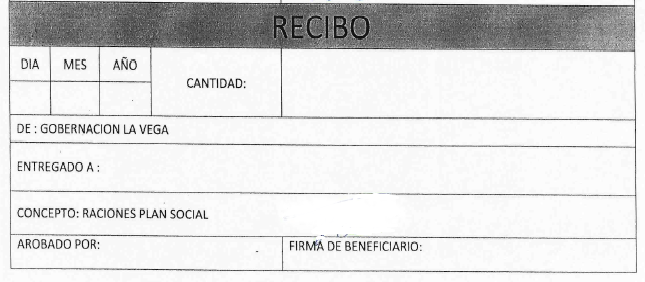 RECIBO
DIA MES AÑO
CANTIDAD:
DE : GOBERNACION LA VEGA
ENTREGADO A :
CONCEPTO: RACIONES PLAN SOCIAL
AROBADO POR: FIRMA DE BENEFICIARIO: